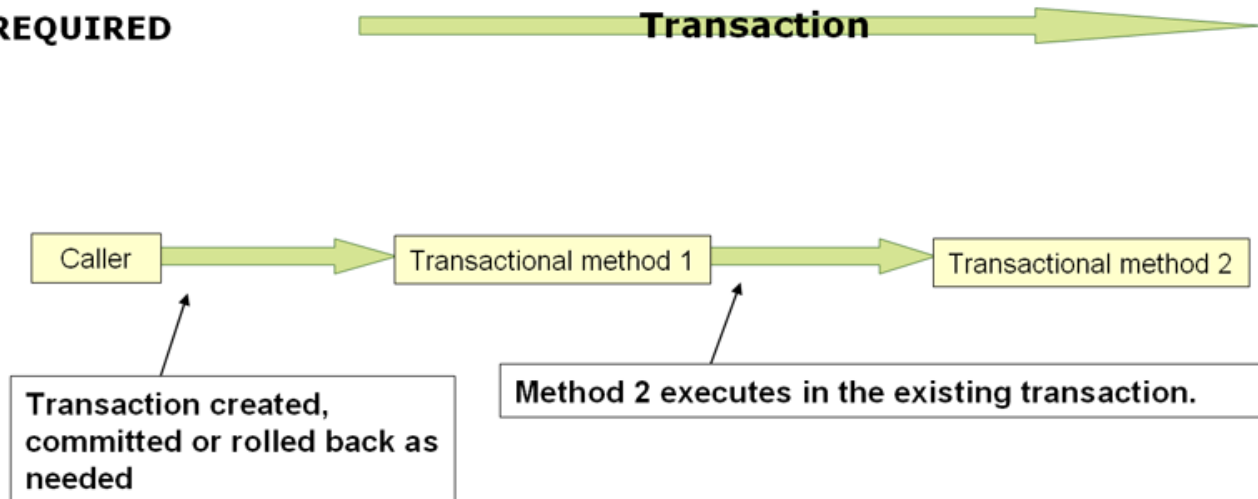 REQUIRED
Transaction
Caller
Transactional method 1
Transactional method 2
Transaction created,
committed or rolled back as
needed
Method 2 executes in the existing transaction.